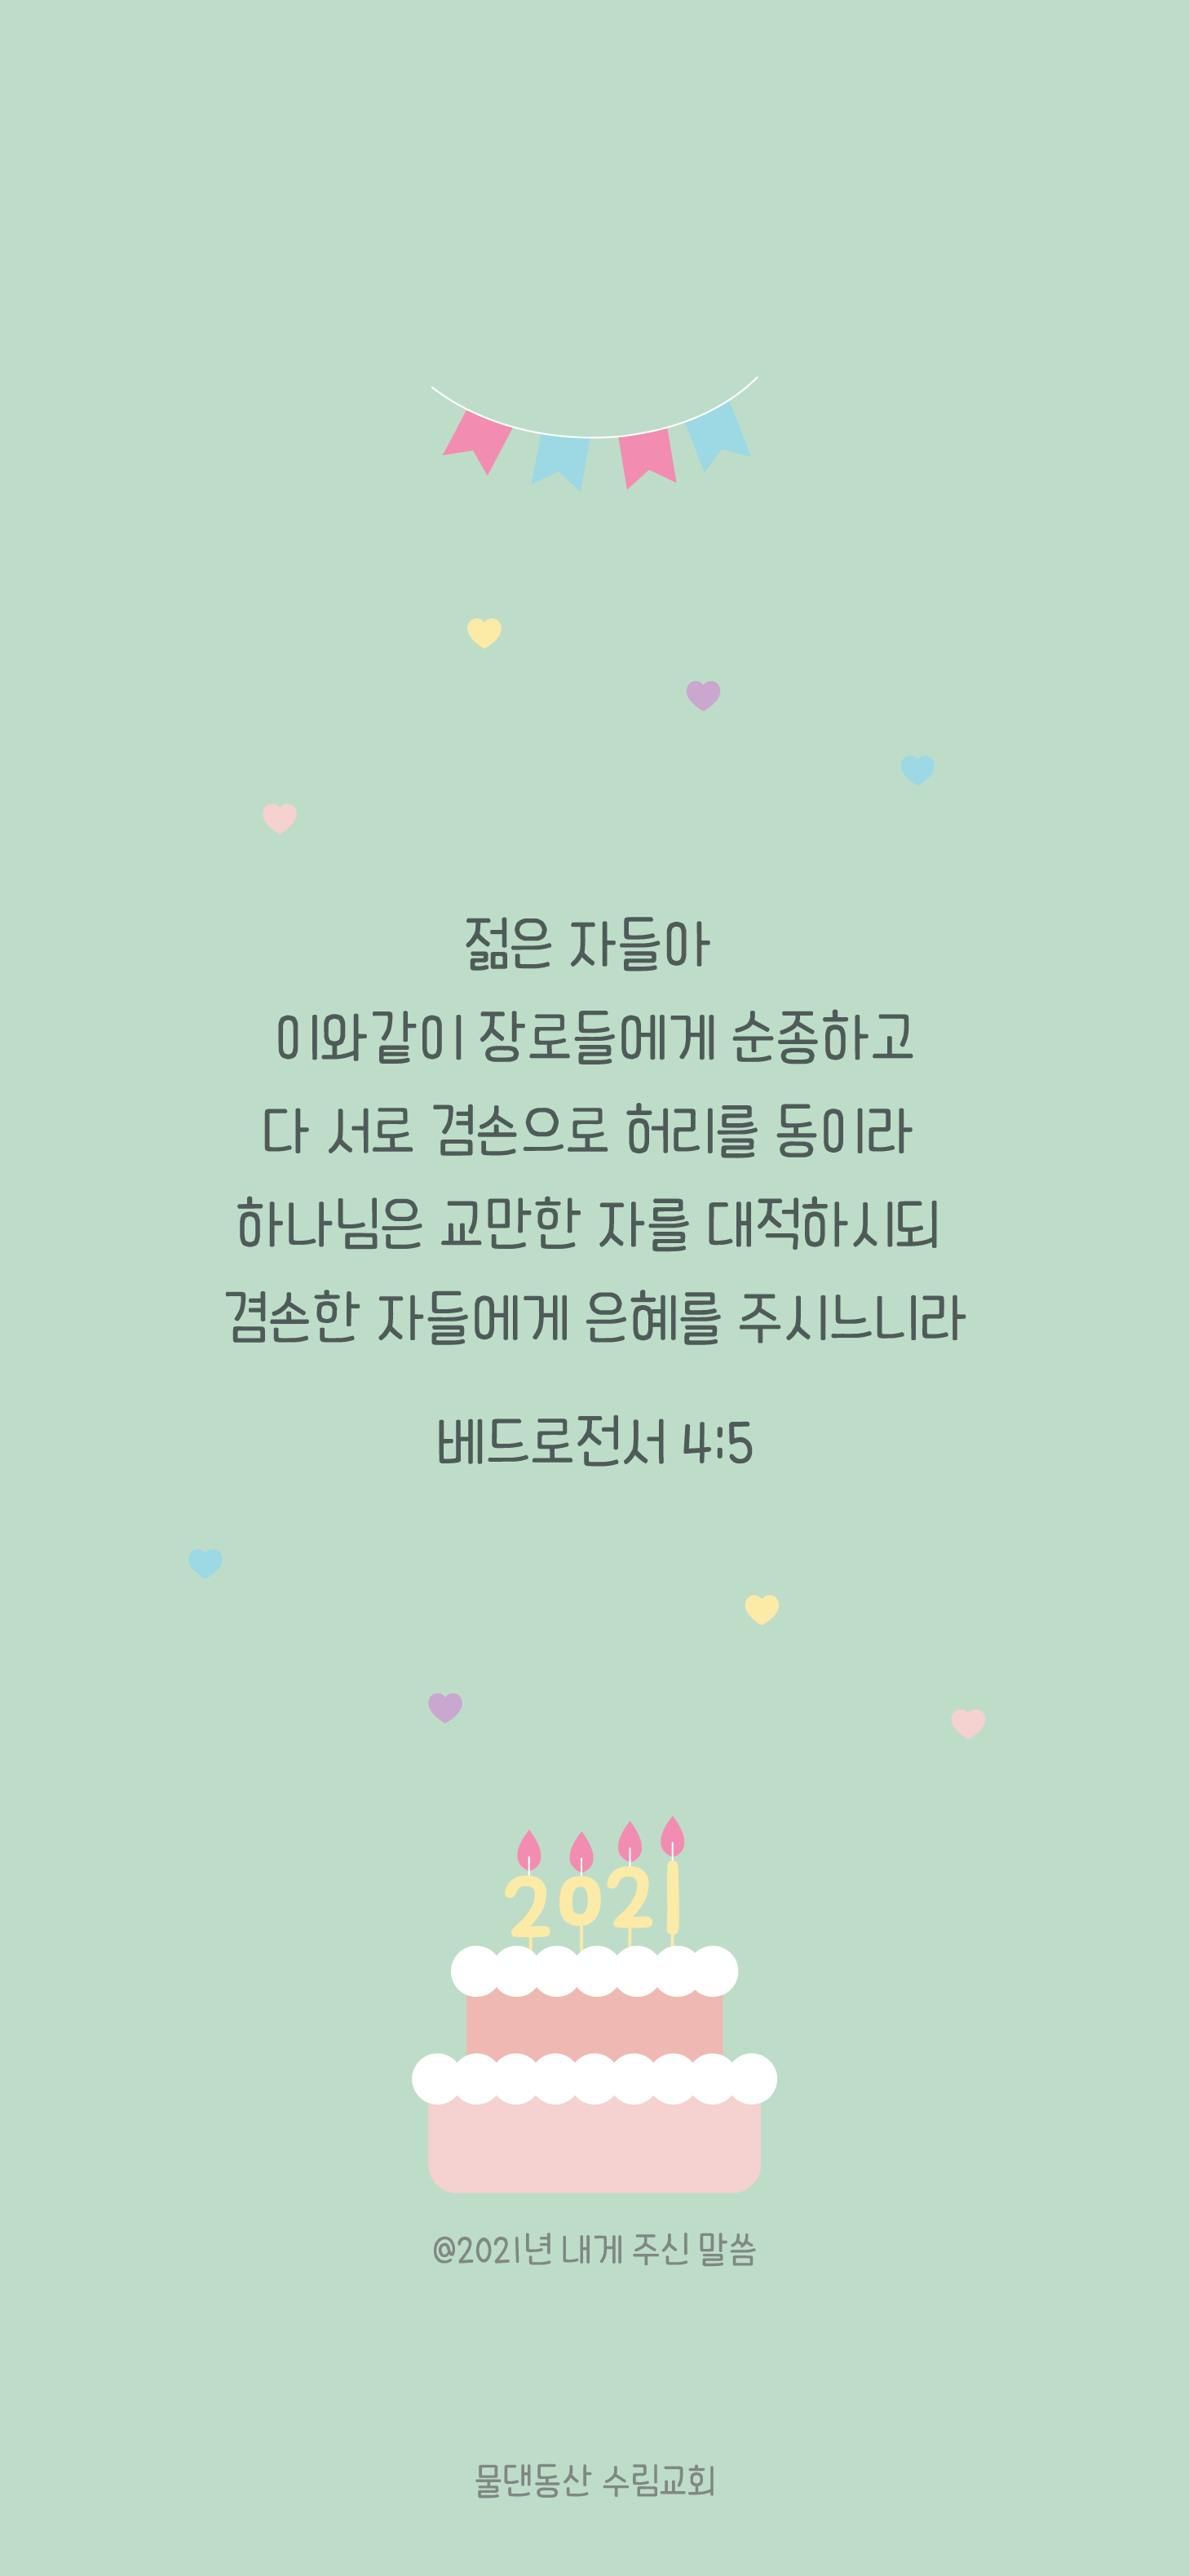 젊은 자들아
이와같이 장로들에게 순종하고
다 서로 겸손으로 허리를 동이라
하나님은 교만한 자를 대적하시되
겸손한 자들에게 은혜를 주시느니라
베드로전서 4:5
2021
@2021년 내게 주신 말씀
물댄동산 수림교회